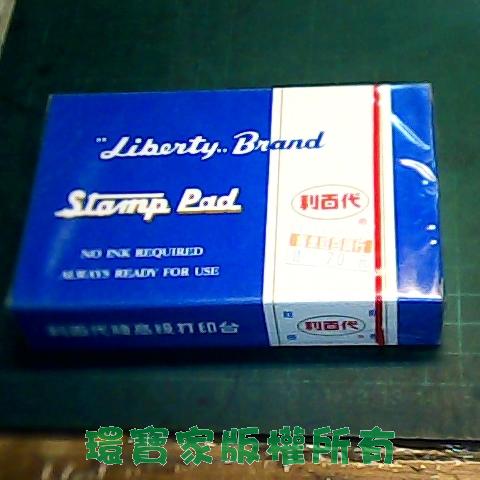 "Liberty" Brand
Stamp Pad
利百代
NO INK REQUIRED
ALWAYS READY FOR USE
70
利百代
環寶家版權所有